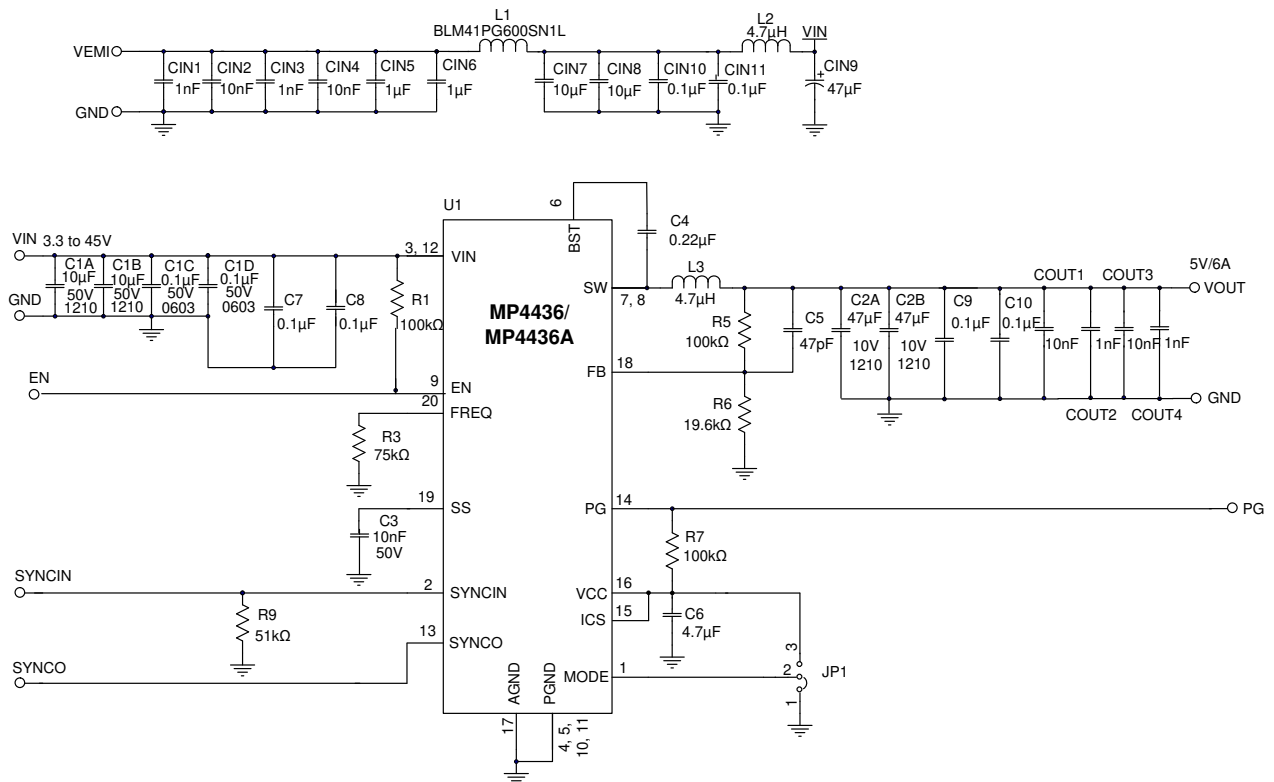 L1
BLM41PG600SN1L
L2
4.7µH
VIN
VEMI
CIN1
1nF
CIN2
10nF
CIN3
1nF
CIN4
10nF
CIN5
1µF
CIN6
1µF
CIN7
10µF
CIN8
10µF
CIN10
0.1µF
CIN11
0.1µF
+
CIN9
47µF
GND
U1
6
BST
C4
0.22µF
VIN 3.3 to 45V
3, 12
VIN
C1A
10µF
50V
1210
C1B
10µF
50V
1210
C1C
0.1µF
50V
0603
C1D
0.1µF
50V
0603
GND
C7
0.1µF
C8
0.1µF
R1
100kΩ
MP4436/
MP4436A
SW
7, 8
L3
4.7µH
R5
100kΩ
C5
47pF
C2A
47µF
10V
1210
C2B
47µF
10V
1210
C9
0.1µF
C10
0.1µF
COUT1
10nF
1nF
COUT3
10nF
1nF
5V/6A
VOUT
18
FB
EN
9
EN
20
FREQ
R3
75kΩ
R6
19.6kΩ
COUT2
COUT4
GND
19
SS
C3
10nF
50V
PG
14
PG
R7
100kΩ
SYNCIN
2
SYNCIN
R9
51kΩ
VCC
16
ICS
15
C6
4.7µF
13
SYNCO
SYNCO
MODE
1
3
2
1
JP1
AGND
PGND
17
4, 5,
10, 11